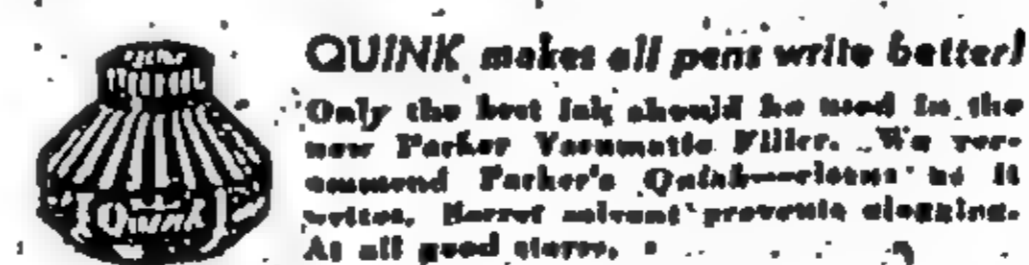 Parker
Quink
QUINK makes all pens write better!
Only the best ink should be used in the
new Parker Vacumatic Filler. We rec-
ommend Parker's Quink—cleans as it
writes. Secret solvent prevents clogging.
At all good stores.